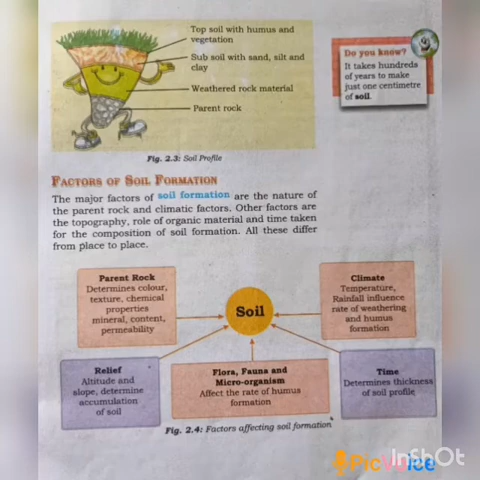 Top soil with humus and
vegetation
Sub soil with sand, silt and
clay
Weathered rock material
Parent rock
Fig. 2.3: Soil Profile
Do you know?
It takes hundreds
of years to make
just one centimetre
of soil.
FACTORS OF SOIL FORMATION
The major factors of soil formation are the nature of
the parent rock and climatic factors. Other factors are
the topography, role of organic material and time taken
for the composition of soil formation. All these differ
from place to place.
Parent Rock
Determines colour,
texture, chemical
properties
mineral, content,
permeability
Climate
Temperature,
Rainfall influence
rate of weathering
and humus
formation
Soil
Relief
Altitude and
slope, determine
accumulation
of soil
Flora, Fauna and
Micro-organism
Affect the rate of humus
formation
Time
Determines thickness
of soil profile
Fig. 2.4: Factors affecting soil formation
InShOt